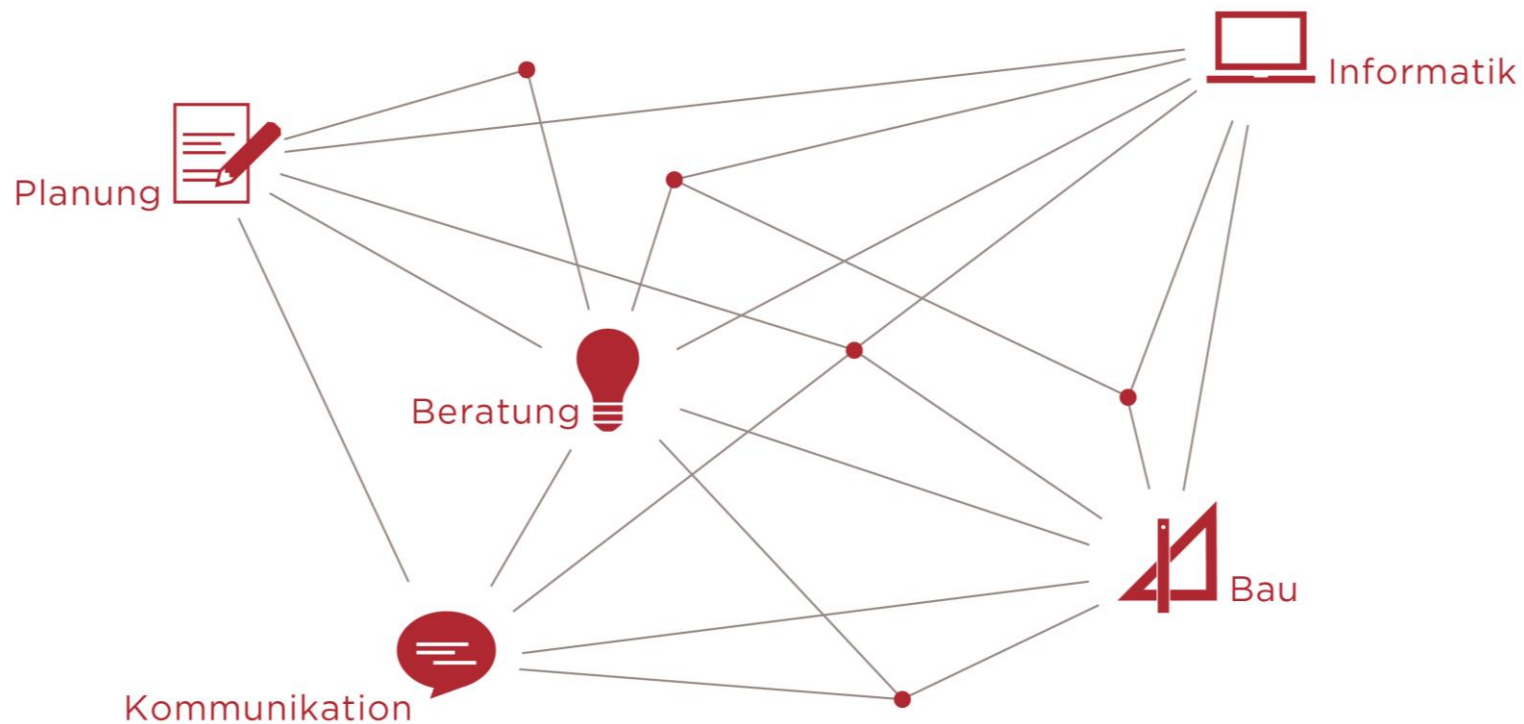 Informatik
Planung
Beratung
Bau
Kommunikation